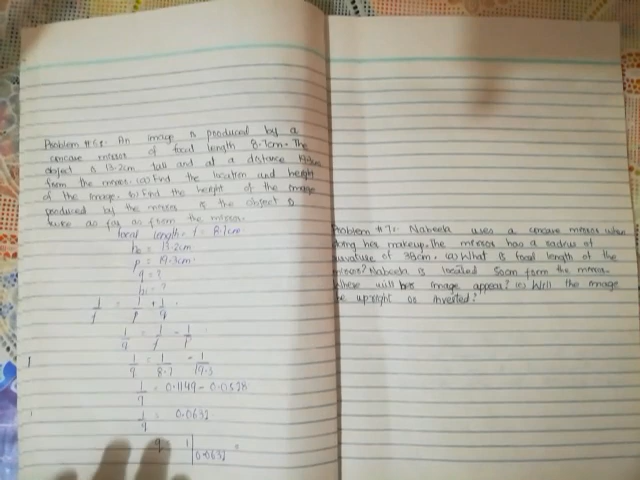 Problem # 6:- An image is produced by a
concave mirror of focal length 8.7cm. The
object is 13.2cm tall and at a distance 19.3cm
from the mirror. (a) Find the location and height
of the image. (b) Find the height of the image
produced by the mirror is the object is
twice as far as from the mirror.
focal length = f = 8.7cm
ho = 13.2cm
p = 19.3cm
q = ?
hi = ?
1/f = 1/p + 1/q
1/q = 1/f - 1/p
1/q = 1/8.7 - 1/19.3
1/q = 0.1149 - 0.0518
1/q = 0.0631
q = 1/0.0631 =
Problem # 7:- Nabeela uses a concave mirror when
doing her makeup. The mirror has a radius of
curvature of 38cm. (a) What is focal length of the
mirror? Nabeela is located 50cm form the mirror.
Where will her image appear? (c) Will the image
be upright or inverted?